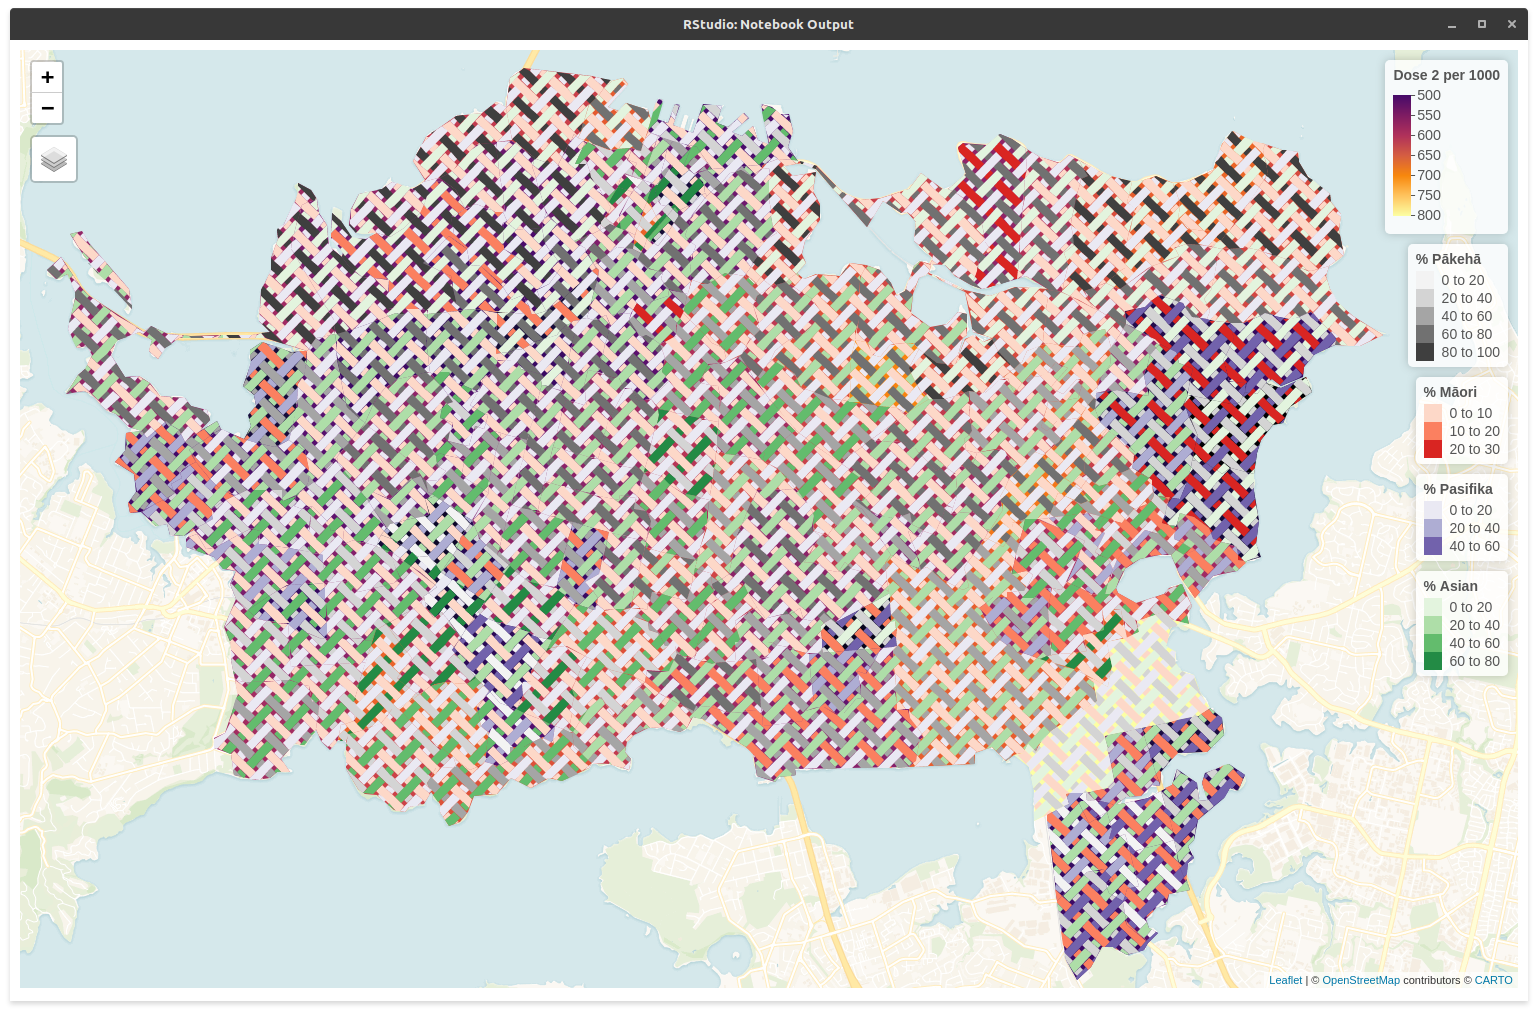 RStudio: Notebook Output
+
−
Dose 2 per 1000
500
550
600
650
700
750
800
% Pākehā
0 to 20
20 to 40
40 to 60
60 to 80
80 to 100
% Māori
0 to 10
10 to 20
20 to 30
% Pasifika
0 to 20
20 to 40
40 to 60
% Asian
0 to 20
20 to 40
40 to 60
60 to 80
Leaflet | © OpenStreetMap contributors © CARTO